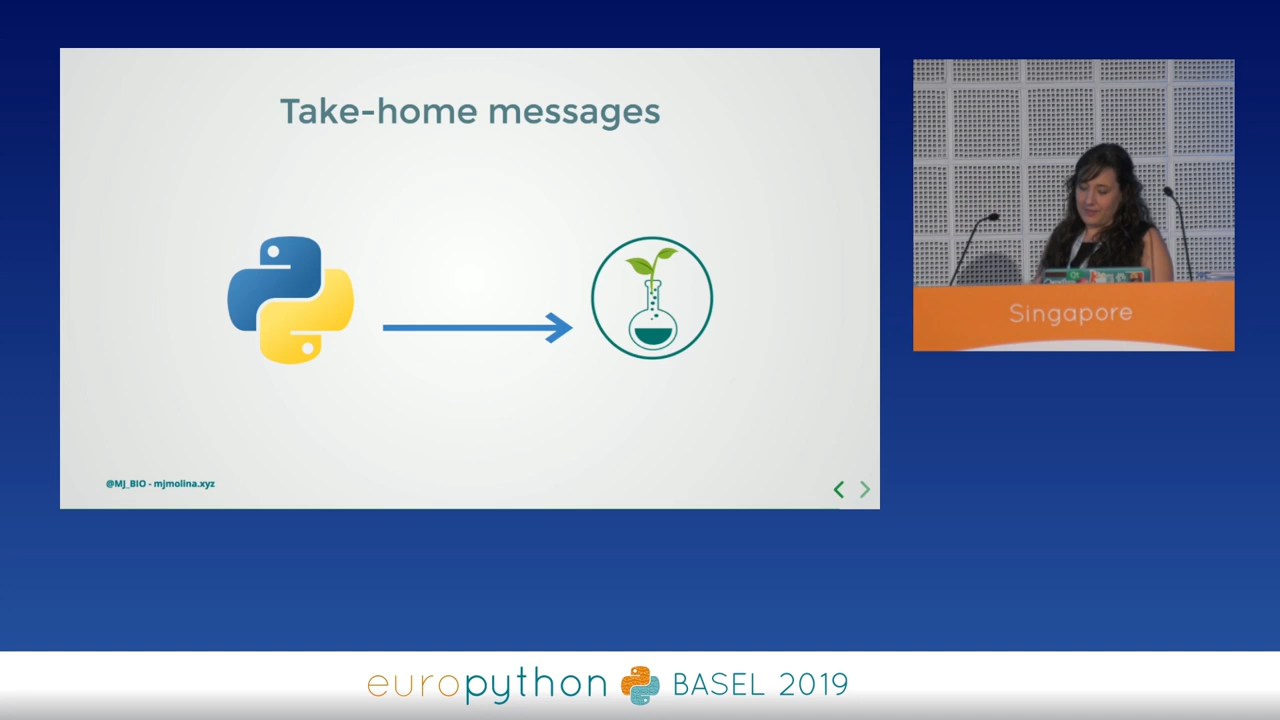 Take-home messages
@MJ_BIO - mjmolina.xyz
Singapore
europython BASEL 2019